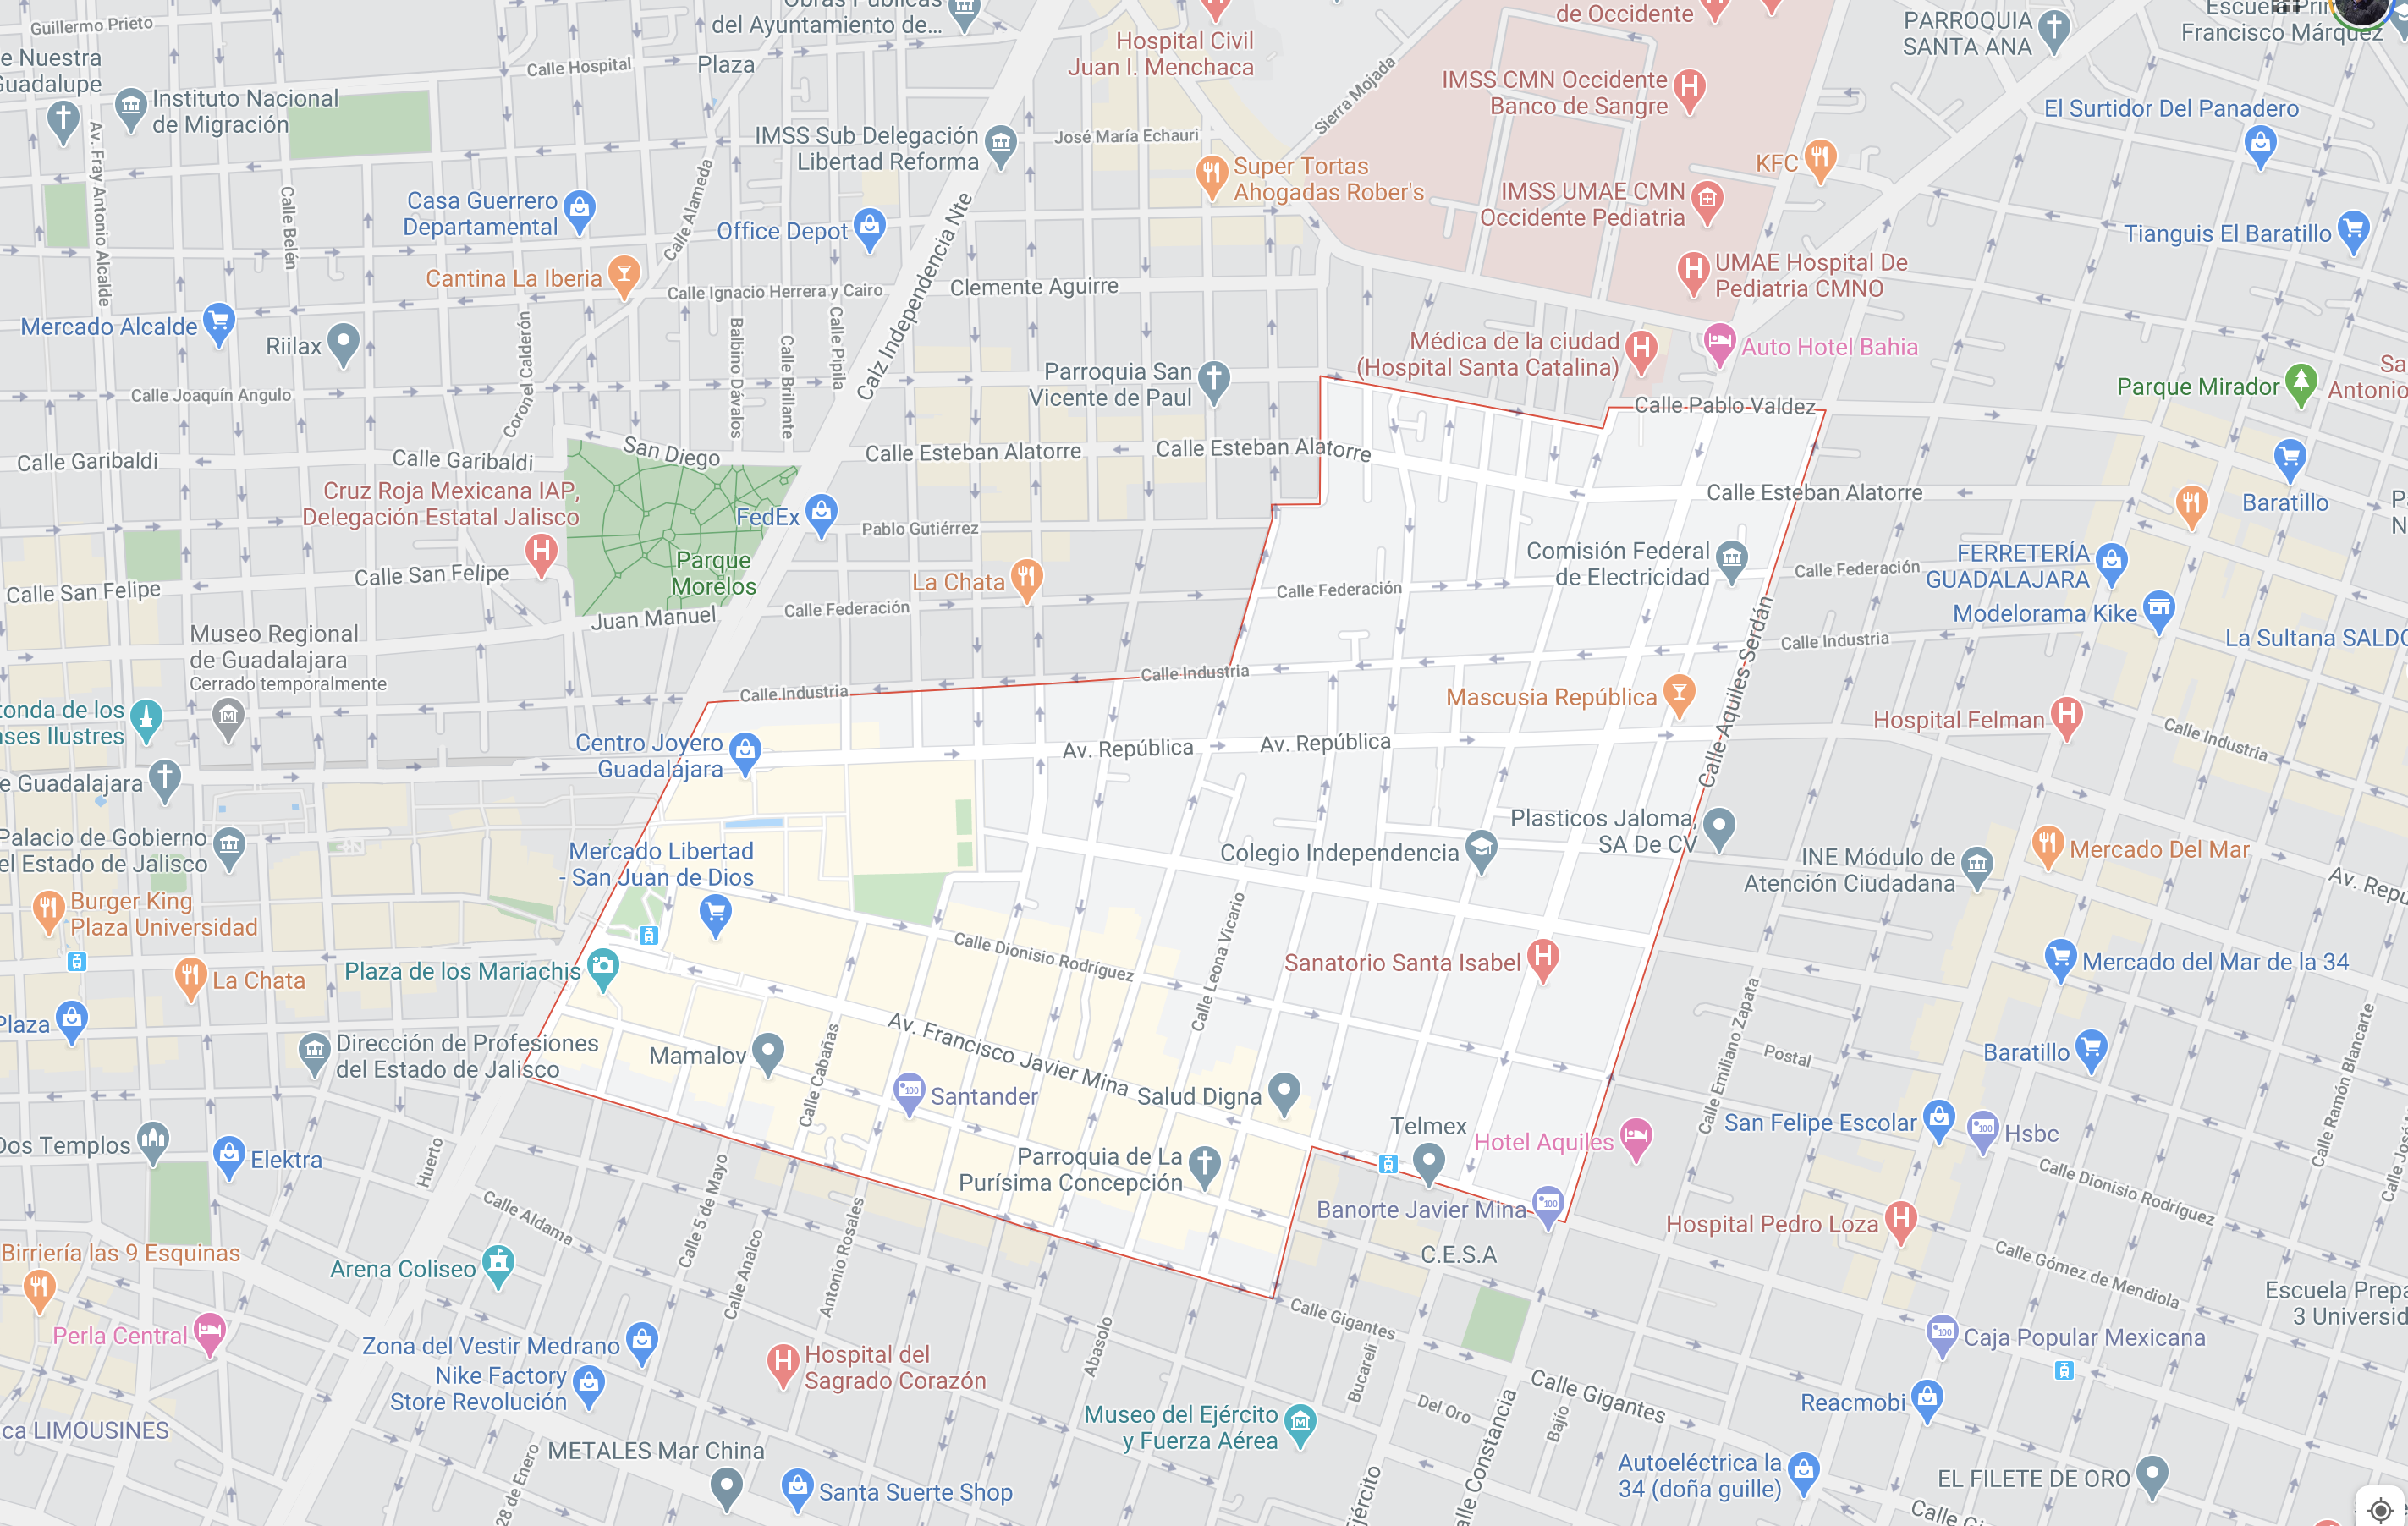 Guillermo Prieto
Obras Públicas
del Ayuntamiento de...
Hospital Civil
Juan I. Menchaca
de Occidente
PARROQUIA
SANTA ANA
Francisco Márquez
e Nuestra
Guadalupe
Instituto Nacional
de Migración
Calle Hospital
Plaza
Sierra Mojada
IMSS CMN Occidente
Banco de Sangre
El Surtidor Del Panadero
IMSS Sub Delegación
Libertad Reforma
José María Echauri
Av. Fray Antonio Alcalde
Calle Belén
Casa Guerrero
Departamental
Calle Alameda
Office Depot
Super Tortas
Ahogadas Rober's
KFC
IMSS UMAE CMN
Occidente Pediatria
Tianguis El Baratillo
Cantina La Iberia
Calle Ignacio Herrera y Cairo
Clemente Aguirre
UMAE Hospital De
Pediatria CMNO
Calz Independencia Nte
Mercado Alcalde
Riilax
Coronel Calderón
Balbino Dávalos
Calle Brillante
Calle Pípila
Médica de la ciudad
(Hospital Santa Catalina)
Auto Hotel Bahia
Parroquia San
Vicente de Paul
Parque Mirador
Sa
Antonio
Calle Joaquín Angulo
Calle Pablo Valdez
Calle Garibaldi
Calle Garibaldi
San Diego
Calle Esteban Alatorre
Calle Esteban Alatorre
Calle Esteban Alatorre
Cruz Roja Mexicana IAP,
Delegación Estatal Jalisco
FedEx
Pablo Gutiérrez
Baratillo
Parque
Morelos
Calle San Felipe
Calle San Felipe
La Chata
Calle Federación
Calle Federación
Calle Federación
Comisión Federal
de Electricidad
FERRETERÍA
GUADALAJARA
Modelorama Kike
Juan Manuel
Museo Regional
de Guadalajara
Cerrado temporalmente
Calle Industria
Calle Industria
Calle Industria
Calle Industria
La Sultana SALDO
Calle Aquiles Serdán
Mascusia República
Hospital Felman
tonda de los
ases Ilustres
Centro Joyero
Guadalajara
Av. República
Av. República
Av. Repu
e Guadalajara
Palacio de Gobierno
el Estado de Jalisco
Mercado Libertad
- San Juan de Dios
Colegio Independencia
Plasticos Jaloma,
SA De CV
INE Módulo de
Atención Ciudadana
Mercado Del Mar
Burger King
Plaza Universidad
Calle Dionisio Rodríguez
Calle Leona Vicario
Sanatorio Santa Isabel
Mercado del Mar de la 34
La Chata
Plaza de los Mariachis
Plaza
Dirección de Profesiones
del Estado de Jalisco
Mamalov
Calle Cabañas
Av. Francisco Javier Mina
Santander
Salud Digna
Calle Emiliano Zapata
Postal
Baratillo
Calle Ramón Blancarte
San Felipe Escolar
Hsbc
Telmex
Hotel Aquiles
Dos Templos
Elektra
Huerto
Parroquia de La
Purísima Concepción
Banorte Javier Mina
Hospital Pedro Loza
Calle Dionisio Rodríguez
Calle José
C.E.S.A
Calle Aldama
Calle 5 de Mayo
Calle Analco
Antonio Rosales
Birriería las 9 Esquinas
Arena Coliseo
Calle Gómez de Mendiola
Escuela Prepa
3 Universid
Perla Central
Zona del Vestir Medrano
Hospital del
Sagrado Corazón
Abasolo
Calle Gigantes
Bucareli
Caja Popular Mexicana
Nike Factory
Store Revolución
Del Oro
Bajío
Calle Gigantes
Reacmobi
ca LIMOUSINES
Museo del Ejército
y Fuerza Aérea
METALES Mar China
28 de Enero
Santa Suerte Shop
Ejército
alle Constancia
Autoeléctrica la
34 (doña guille)
EL FILETE DE ORO
Calle Gi